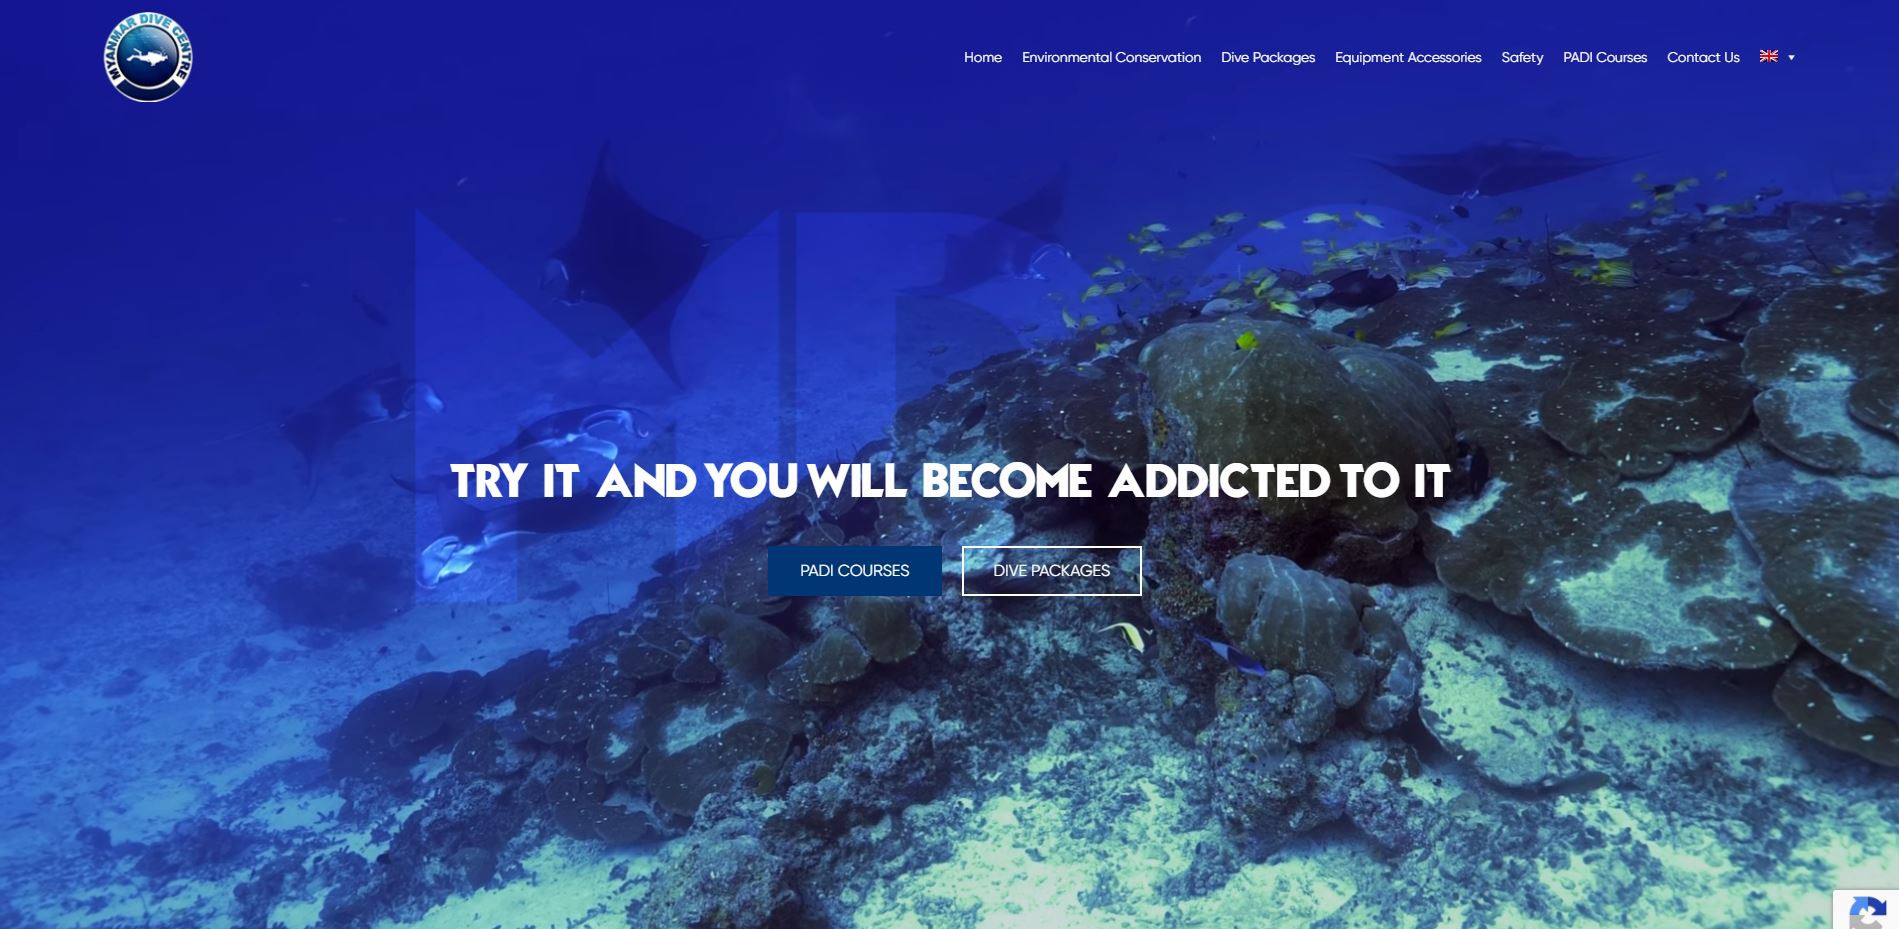 MYANMAR DIVE CENTRE
Home Environmental Conservation Dive Packages Equipment Accessories Safety PADI Courses Contact Us
MDC
TRY IT AND YOU WILL BECOME ADDICTED TO IT
PADI COURSES DIVE PACKAGES